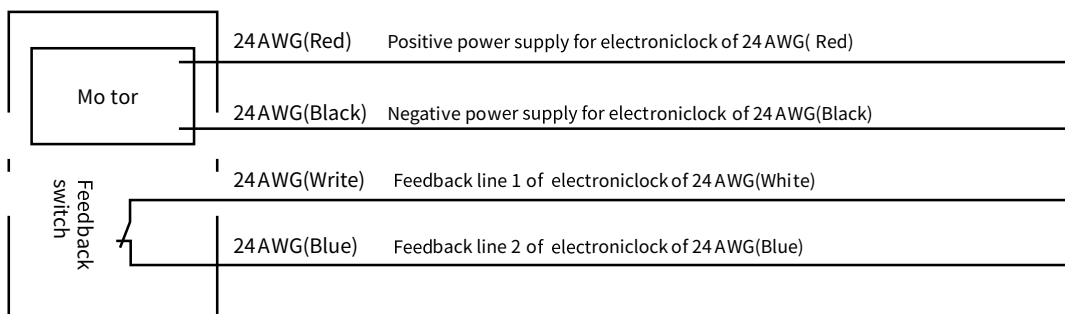 24AWG(Red) Positive power supply for electroniclock of 24AWG( Red)
Mo tor
24AWG(Black) Negative power supply for electroniclock of 24AWG(Black)
24AWG(Write) Feedback line 1 of electroniclock of 24AWG(White)
Feedback
switch
24AWG(Blue) Feedback line 2 of electroniclock of 24AWG(Blue)